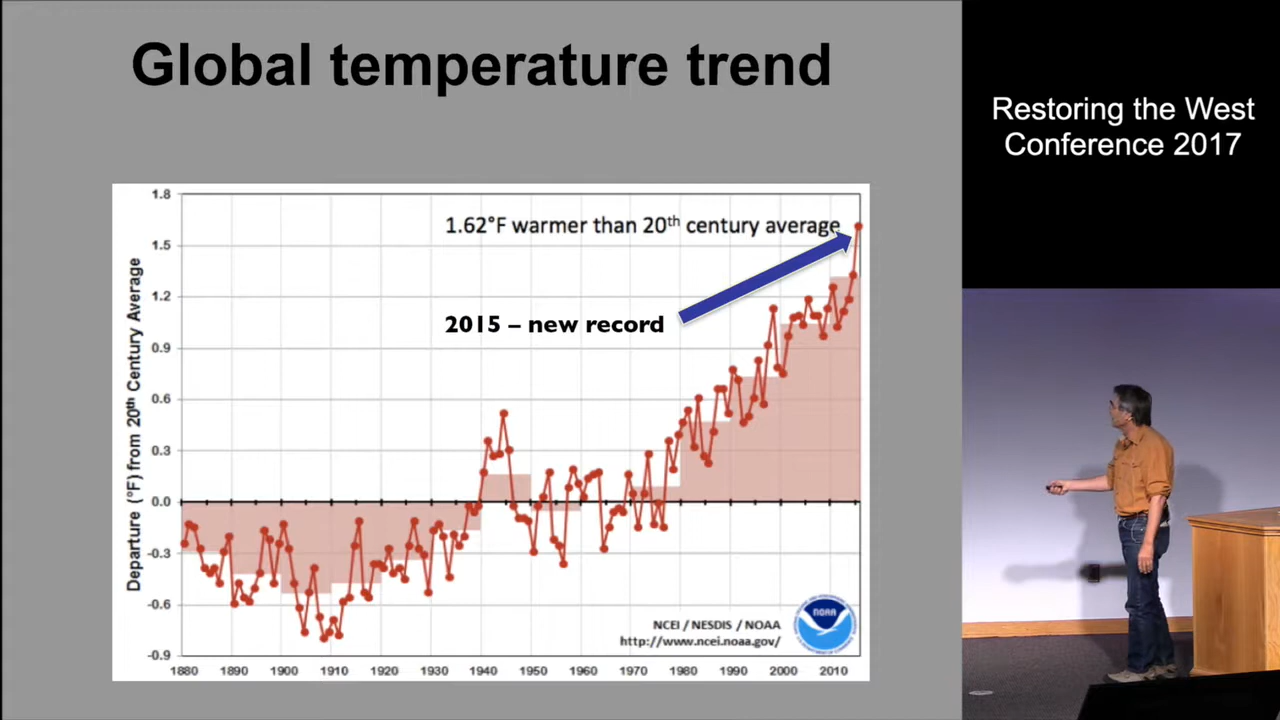 Global temperature trend
Restoring the West
Conference 2017
1.62°F warmer than 20th century average
2015 – new record
Departure (°F) from 20th Century Average
1.8
1.5
1.2
0.9
0.6
0.3
0.0
-0.3
-0.6
-0.9
1880 1890 1900 1910 1920 1930 1940 1950 1960 1970 1980 1990 2000 2010
NCEI / NESDIS / NOAA
http://www.ncei.noaa.gov/
NOAA